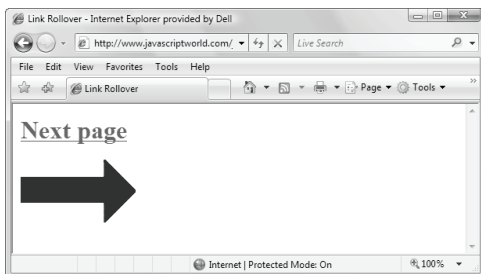 Link Rollover - Internet Explorer provided by Dell
http://www.javascriptworld.com/
Live Search
File Edit View Favorites Tools Help
Link Rollover
Page Tools
Next page
Internet | Protected Mode: On
100%